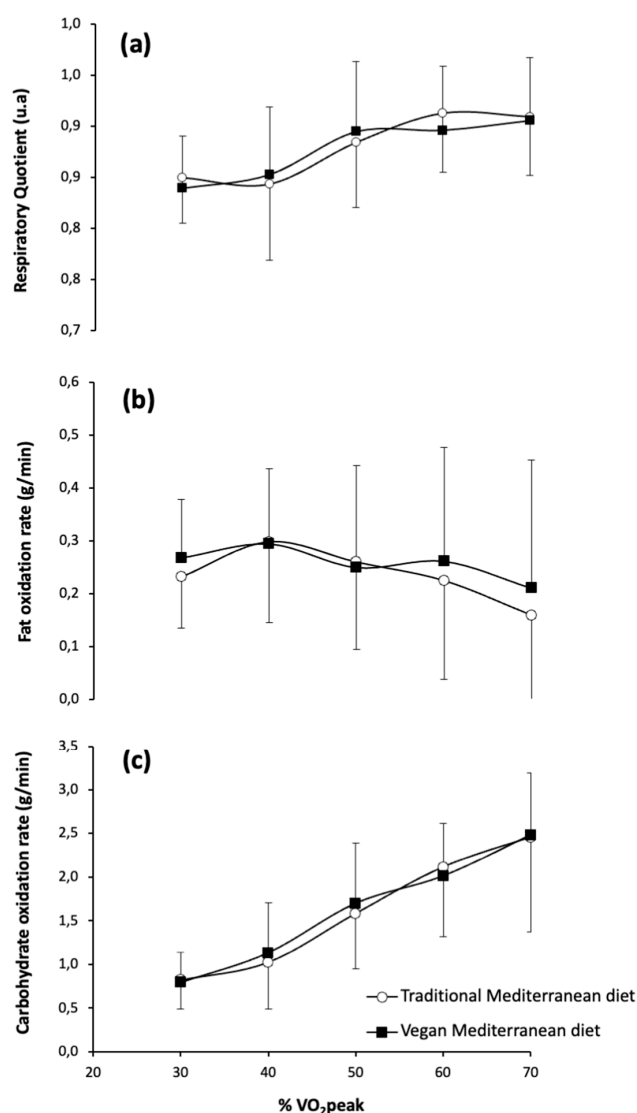 (a)
Respiratory Quotient (u.a)
1,0
1,0
0,9
0,9
0,8
0,8
0,7
(b)
Fat oxidation rate (g/min)
0,6
0,5
0,4
0,3
0,2
0,1
0,0
(c)
Carbohydrate oxidation rate (g/min)
3,5
3,0
2,5
2,0
1,5
1,0
0,5
0,0
Traditional Mediterranean diet
Vegan Mediterranean diet
20 30 40 50 60 70
% VO₂peak